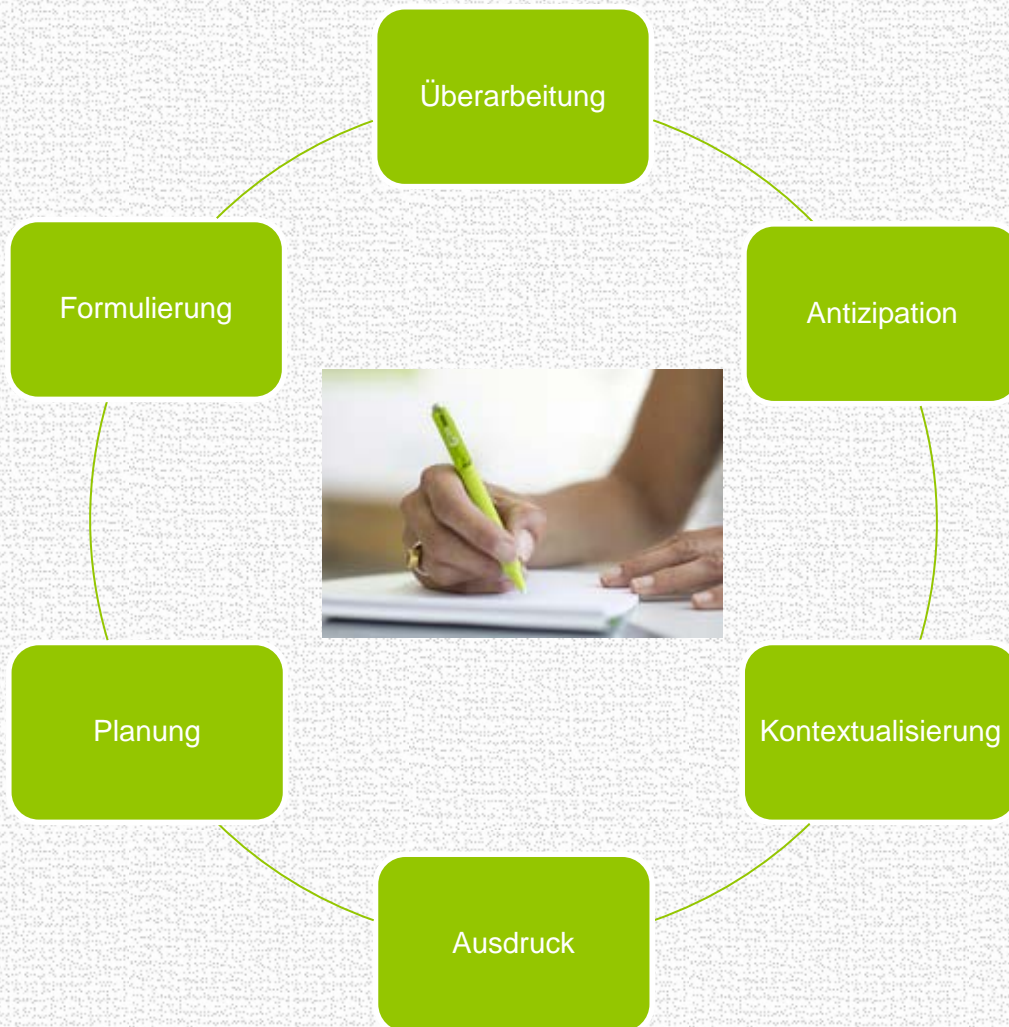 Überarbeitung
Formulierung
Antizipation
Planung
Kontextualisierung
Ausdruck